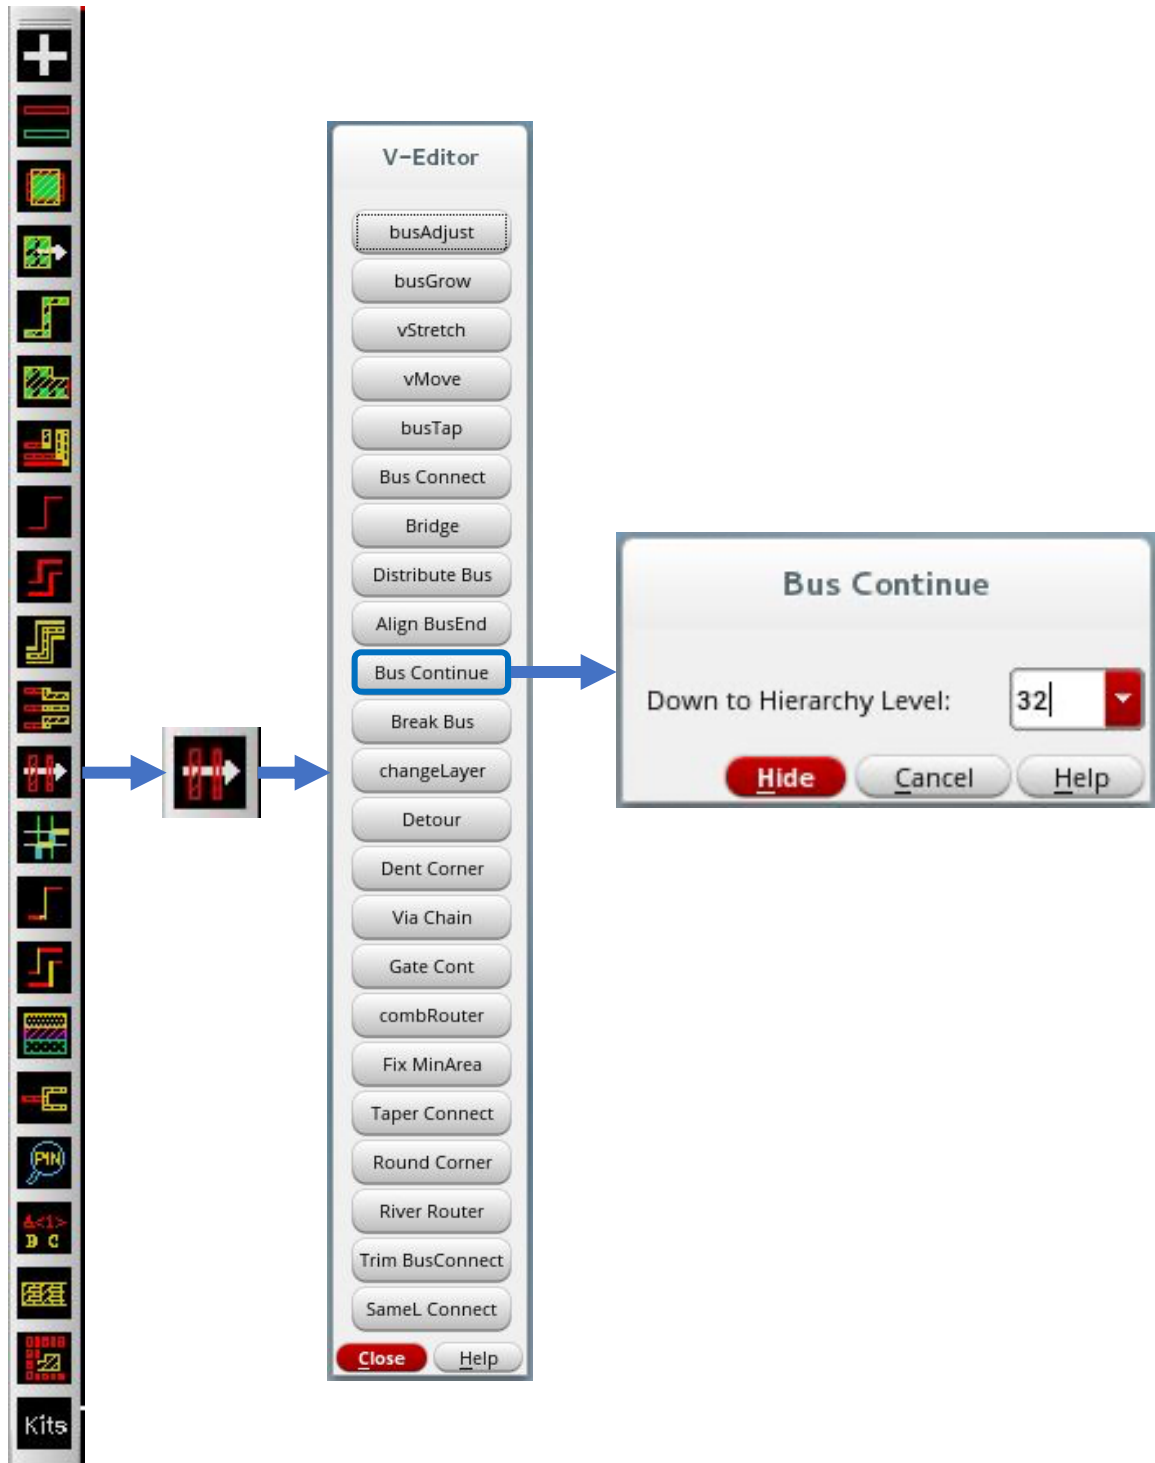 PIN
A<1>
B C
Kits
V-Editor
busAdjust
busGrow
vStretch
vMove
busTap
Bus Connect
Bridge
Distribute Bus
Align BusEnd
Bus Continue
Break Bus
changeLayer
Detour
Dent Corner
Via Chain
Gate Cont
combRouter
Fix MinArea
Taper Connect
Round Corner
River Router
Trim BusConnect
SameL Connect
Close Help
Bus Continue
Down to Hierarchy Level: 32
Hide Cancel Help